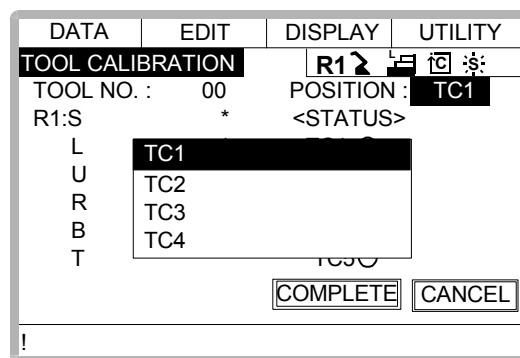 DATA EDIT DISPLAY UTILITY
TOOL CALIBRATION R1 C S
TOOL NO. : 00 POSITION : TC1
R1:S * <STATUS>
L
TC1
U
TC2
R
TC3
B
TC4
T
COMPLETE CANCEL
!